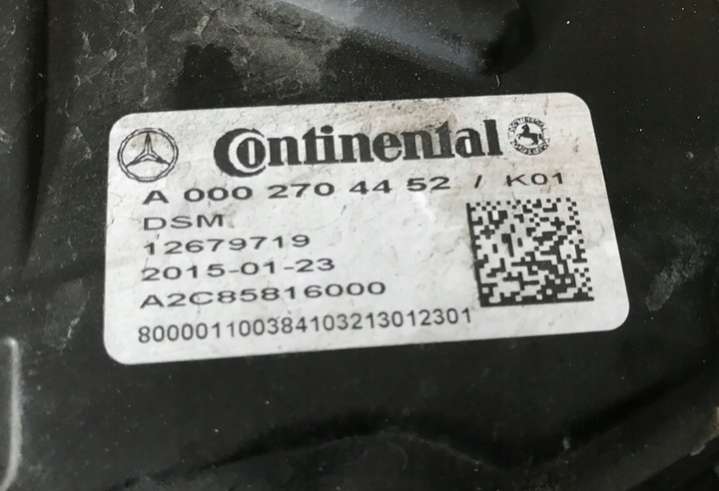 Continental
A 000 270 44 52 / K01
DSM
12679719
2015-01-23
A2C85816000
800001100384103213012301